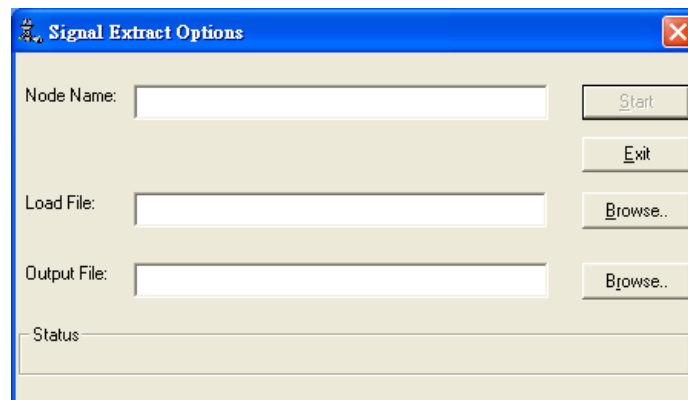 Signal Extract Options
Node Name:
Start
Exit
Load File:
Browse..
Output File:
Browse..
Status